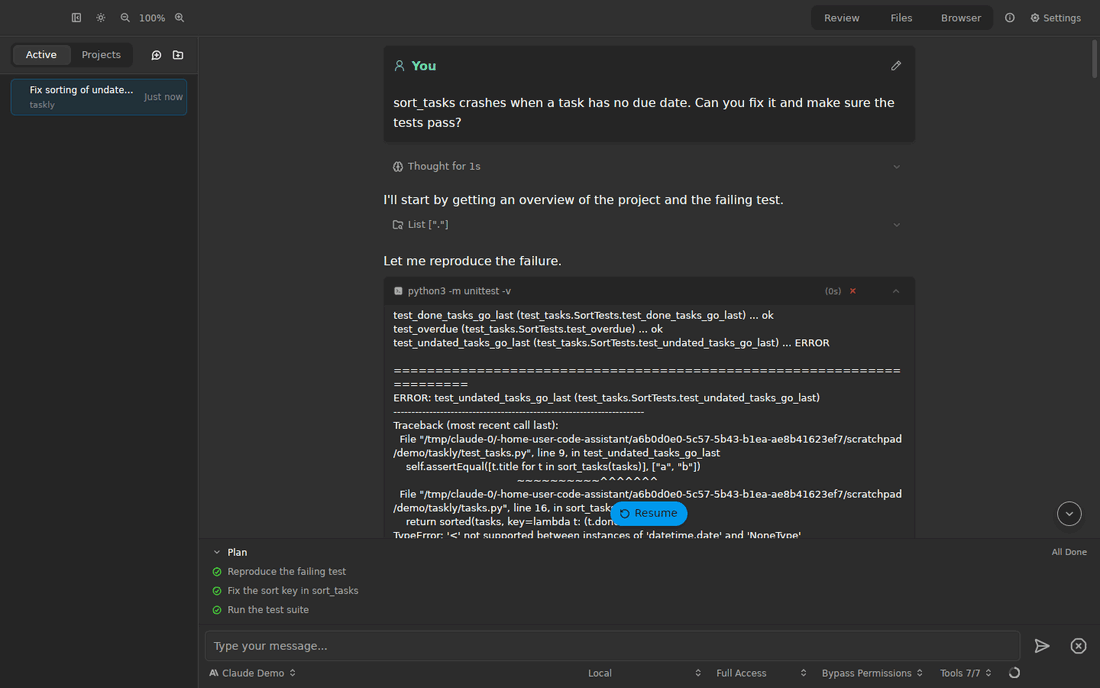 100%
Review
Files
Browser
Settings
Active
Projects
Fix sorting of undate...
taskly
Just now
You
sort_tasks crashes when a task has no due date. Can you fix it and make sure the
tests pass?
Thought for 1s
I'll start by getting an overview of the project and the failing test.
List ["."]
Let me reproduce the failure.
python3 -m unittest -v
(0s)
test_done_tasks_go_last (test_tasks.SortTests.test_done_tasks_go_last) ... ok
test_overdue (test_tasks.SortTests.test_overdue) ... ok
test_undated_tasks_go_last (test_tasks.SortTests.test_undated_tasks_go_last) ... ERROR
======================================================================
ERROR: test_undated_tasks_go_last (test_tasks.SortTests.test_undated_tasks_go_last)
----------------------------------------------------------------------
Traceback (most recent call last):
File "/tmp/claude-0/-home-user-code-assistant/a6b0d0e0-5c57-5b43-b1ea-ae8b41623ef7/scratchpad
/demo/taskly/test_tasks.py", line 9, in test_undated_tasks_go_last
self.assertEqual([t.title for t in sort_tasks(tasks)], ["a", "b"])
~~~~~~~~~~^^^^^^^
File "/tmp/claude-0/-home-user-code-assistant/a6b0d0e0-5c57-5b43-b1ea-ae8b41623ef7/scratchpad
/demo/taskly/tasks.py", line 16, in sort_tasks
return sorted(tasks, key=lambda t: (t.don
TypeError: '<' not supported between instances of 'datetime.date' and 'NoneType'
Resume
Plan
All Done
Reproduce the failing test
Fix the sort key in sort_tasks
Run the test suite
Type your message...
Claude Demo
Local
Full Access
Bypass Permissions
Tools 7/7